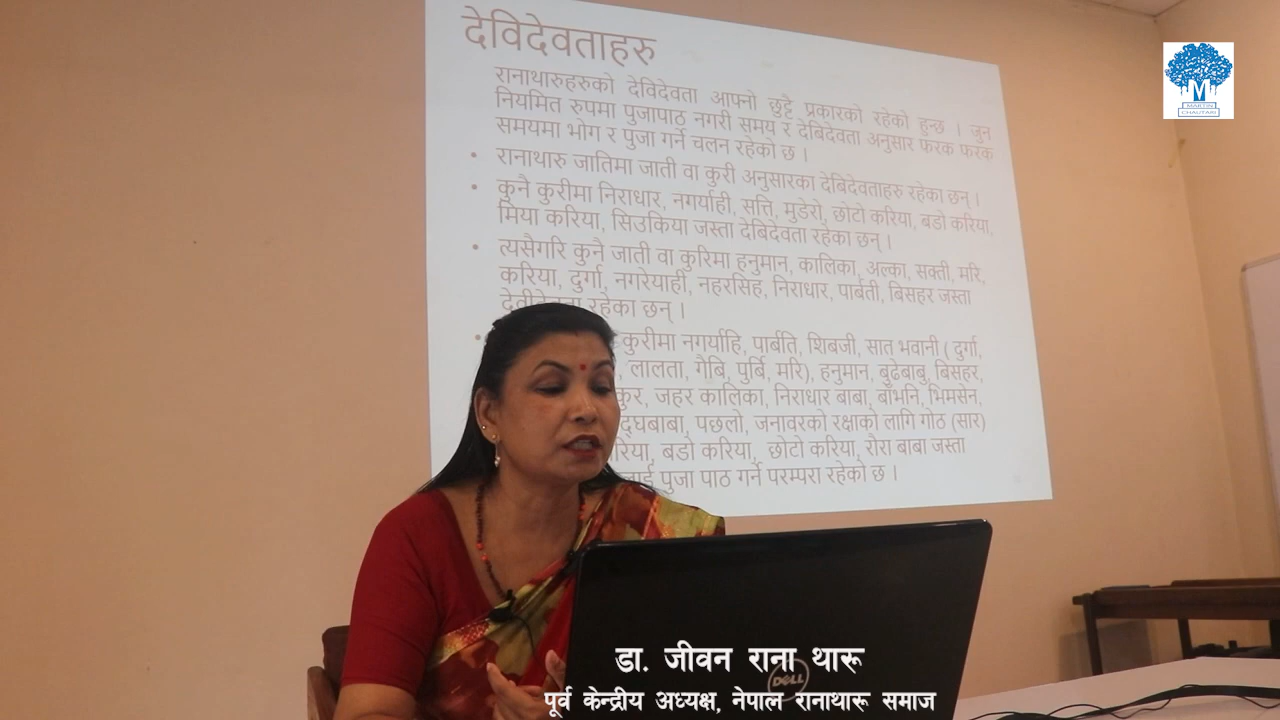 देविदेवताहरु
रानाथारुहरुको देविदेवता आफ्नो छुट्टै प्रकारको रहेको हुन्छ । जुन
नियमित रुपमा पुजापाठ नगरी समय र देबिदेवता अनुसार फरक फरक
समयमा भोग र पुजा गर्ने चलन रहेको छ ।
• रानाथारु जातिमा जाती वा कुरी अनुसारका देबिदेवताहरु रहेका छन् ।
• कुनै कुरीमा निराधार, नगर्याही, सत्ति, मुडेरो, छोटो करिया, बडो करिया,
मिया करिया, सिउकिया जस्ता देबिदेवता रहेका छन् ।
• त्यसैगरि कुनै जाती वा कुरिमा हनुमान, कालिका, अल्का, सक्ती, मरि,
करिया, दुर्गा, नगरेयाही, नहरसिह, निराधार, पार्बती, बिसहर जस्ता
देवीदेवता रहेका छन् ।
कुरीमा नगर्याहि, पार्बति, शिबजी, सात भवानी ( दुर्गा,
, लालता, गैबि, पुर्बि, मरि), हनुमान, बुढेबाबु, बिसहर,
जहर कालिका, निराधार बाबा, बाँभनि, भिमसेन,
पछलो, जनावरको रक्षाको लागि गोठ (सार)
बडो करिया, छोटो करिया, रौरा बाबा जस्ता
पुजा पाठ गर्ने परम्परा रहेको छ ।
MARTIN
CHAUTARI
DELL
डा. जीवन राना थारू
पूर्व केन्द्रीय अध्यक्ष, नेपाल रानाथारू समाज